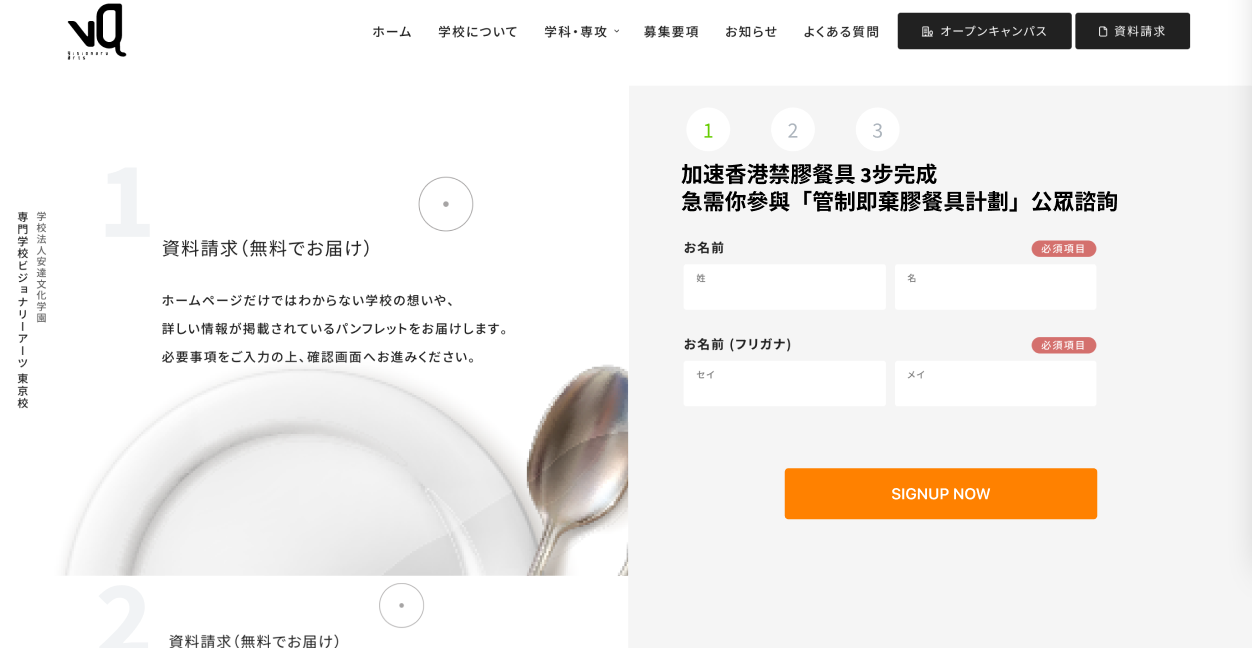 VQ
Visionary
Arts
ホーム 学校について 学科・専攻 募集要項 お知らせ よくある質問 オープンキャンパス 資料請求
学校法人安達文化学園
専門学校ビジョナリーアーツ 東京校
1
資料請求(無料でお届け)
ホームページだけではわからない学校の想いや、
詳しい情報が掲載されているパンフレットをお届けします。
必要事項をご入力の上、確認画面へお進みください。
2
資料請求(無料でお届け)
1 2 3
加速香港禁膠餐具 3步完成
急需你參與「管制即棄膠餐具計劃」公眾諮詢
お名前 必須項目
姓 名
お名前 (フリガナ) 必須項目
セイ メイ
SIGNUP NOW